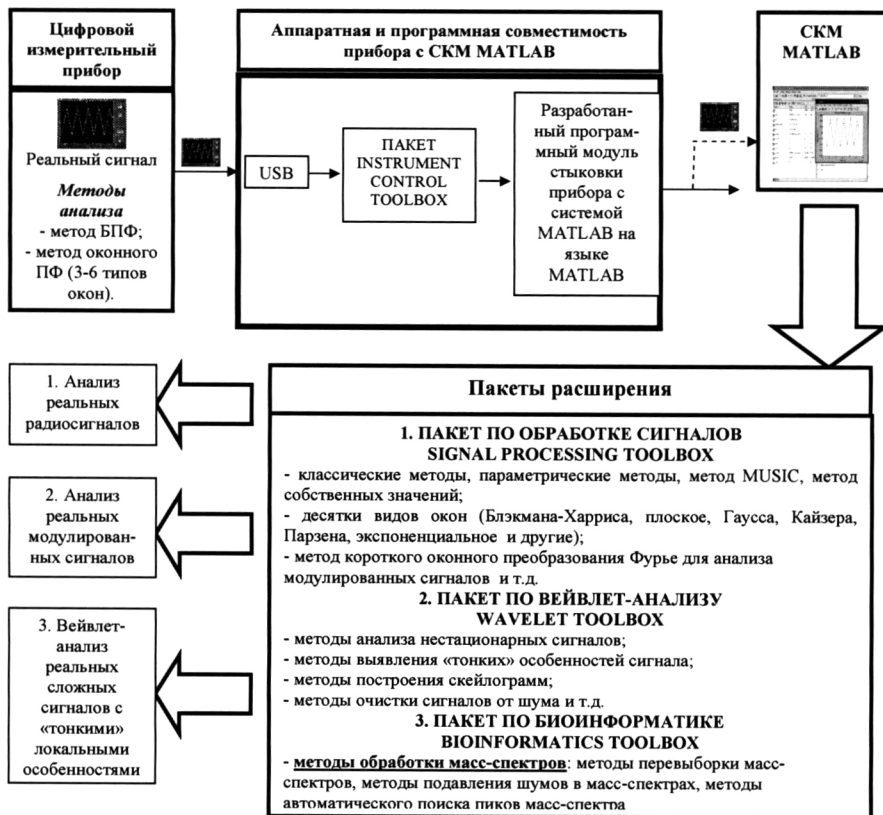 Цифровой
измерительный
прибор
Реальный сигнал
Методы
анализа
- метод БПФ;
- метод оконного
ПФ (3-6 типов
окон).
Аппаратная и программная совместимость
прибора с СКМ MATLAB
USB
ПАКЕТ
INSTRUMENT
CONTROL
TOOLBOX
Разработан-
ный програм-
мный модуль
стыковки
прибора с
системой
MATLAB на
языке
MATLAB
СКМ
MATLAB
1. Анализ
реальных
радиосигналов
2. Анализ
реальных
модулирован-
ных сигналов
3. Вейвлет-
анализ
реальных
сложных
сигналов с
«тонкими»
локальными
особенностями
Пакеты расширения
1. ПАКЕТ ПО ОБРАБОТКЕ СИГНАЛОВ
SIGNAL PROCESSING TOOLBOX
- классические методы, параметрические методы, метод MUSIC, метод
собственных значений;
- десятки видов окон (Блэкмана-Харриса, плоское, Гаусса, Кайзера,
Парзена, экспоненциальное и другие);
- метод короткого оконного преобразования Фурье для анализа
модулированных сигналов и т.д.
2. ПАКЕТ ПО ВЕЙВЛЕТ-АНАЛИЗУ
WAVELET TOOLBOX
- методы анализа нестационарных сигналов;
- методы выявления «тонких» особенностей сигнала;
- методы построения скейлограмм;
- методы очистки сигналов от шума и т.д.
3. ПАКЕТ ПО БИОИНФОРМАТИКЕ
BIOINFORMATICS TOOLBOX
- методы обработки масс-спектров: методы перевыборки масс-
спектров, методы подавления шумов в масс-спектрах, методы
автоматического поиска пиков масс-спектра